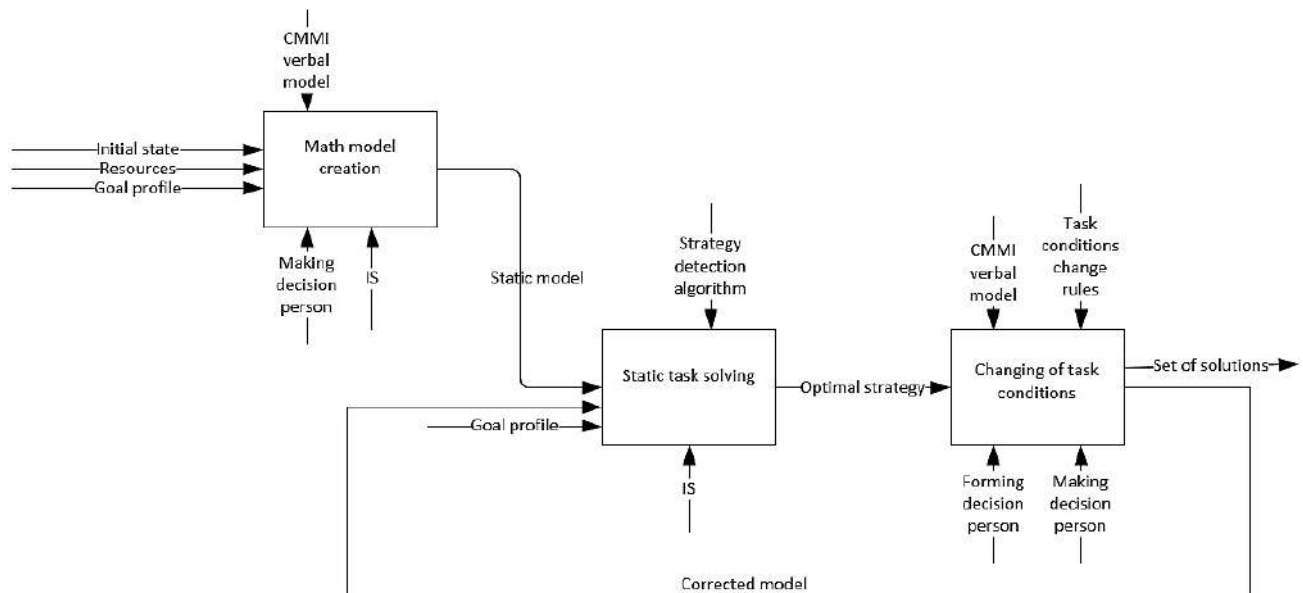 CMMI
verbal
model
Initial state
Resources
Goal profile
Math model
creation
Making
decision
person
IS
Static model
Strategy
detection
algorithm
CMMI
verbal
model
Task
conditions
change
rules
Static task solving
Goal profile
IS
Optimal strategy
Changing of task
conditions
Set of solutions
Forming
decision
person
Making
decision
person
Corrected model